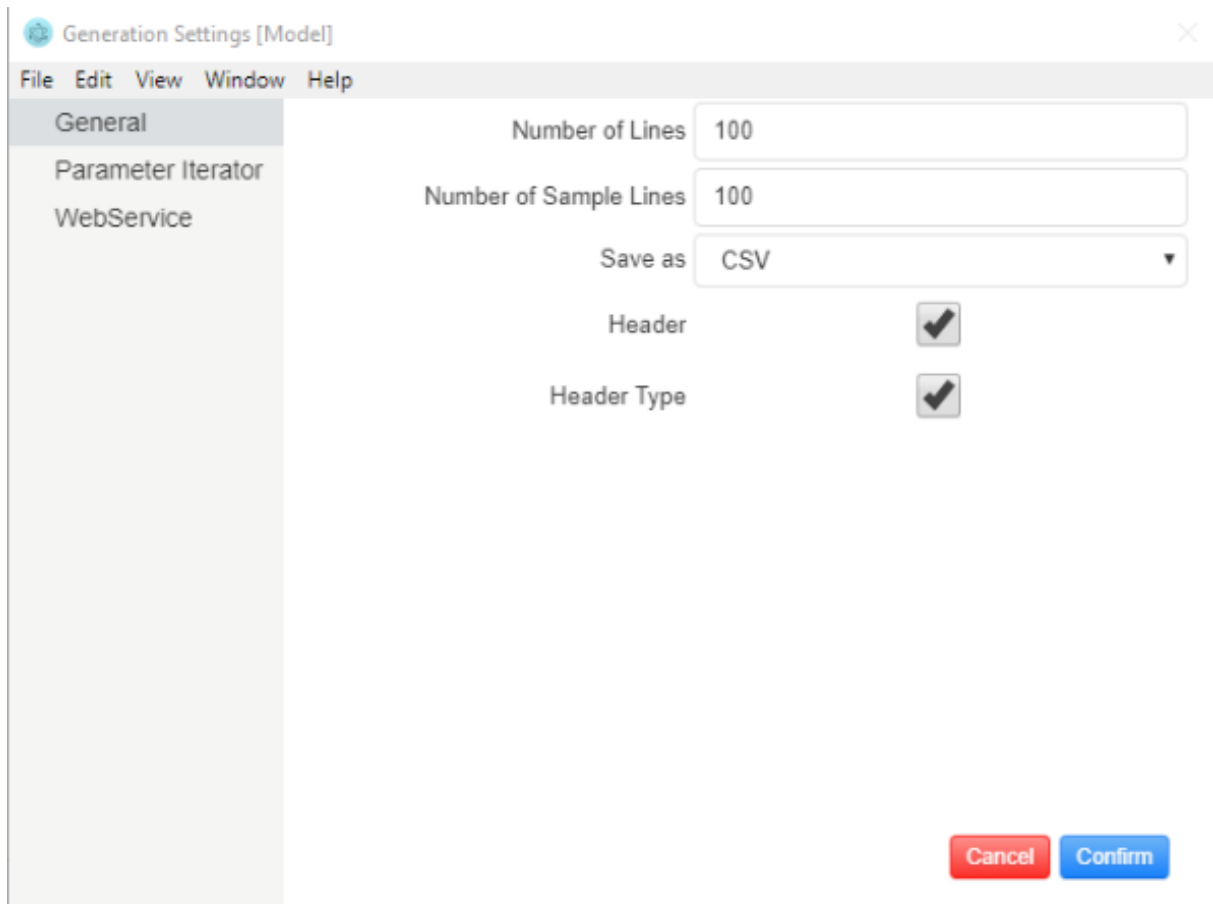 Generation Settings [Model]
File Edit View Window Help
General
Parameter Iterator
WebService
Number of Lines 100
Number of Sample Lines 100
Save as CSV
Header
Header Type
Cancel Confirm